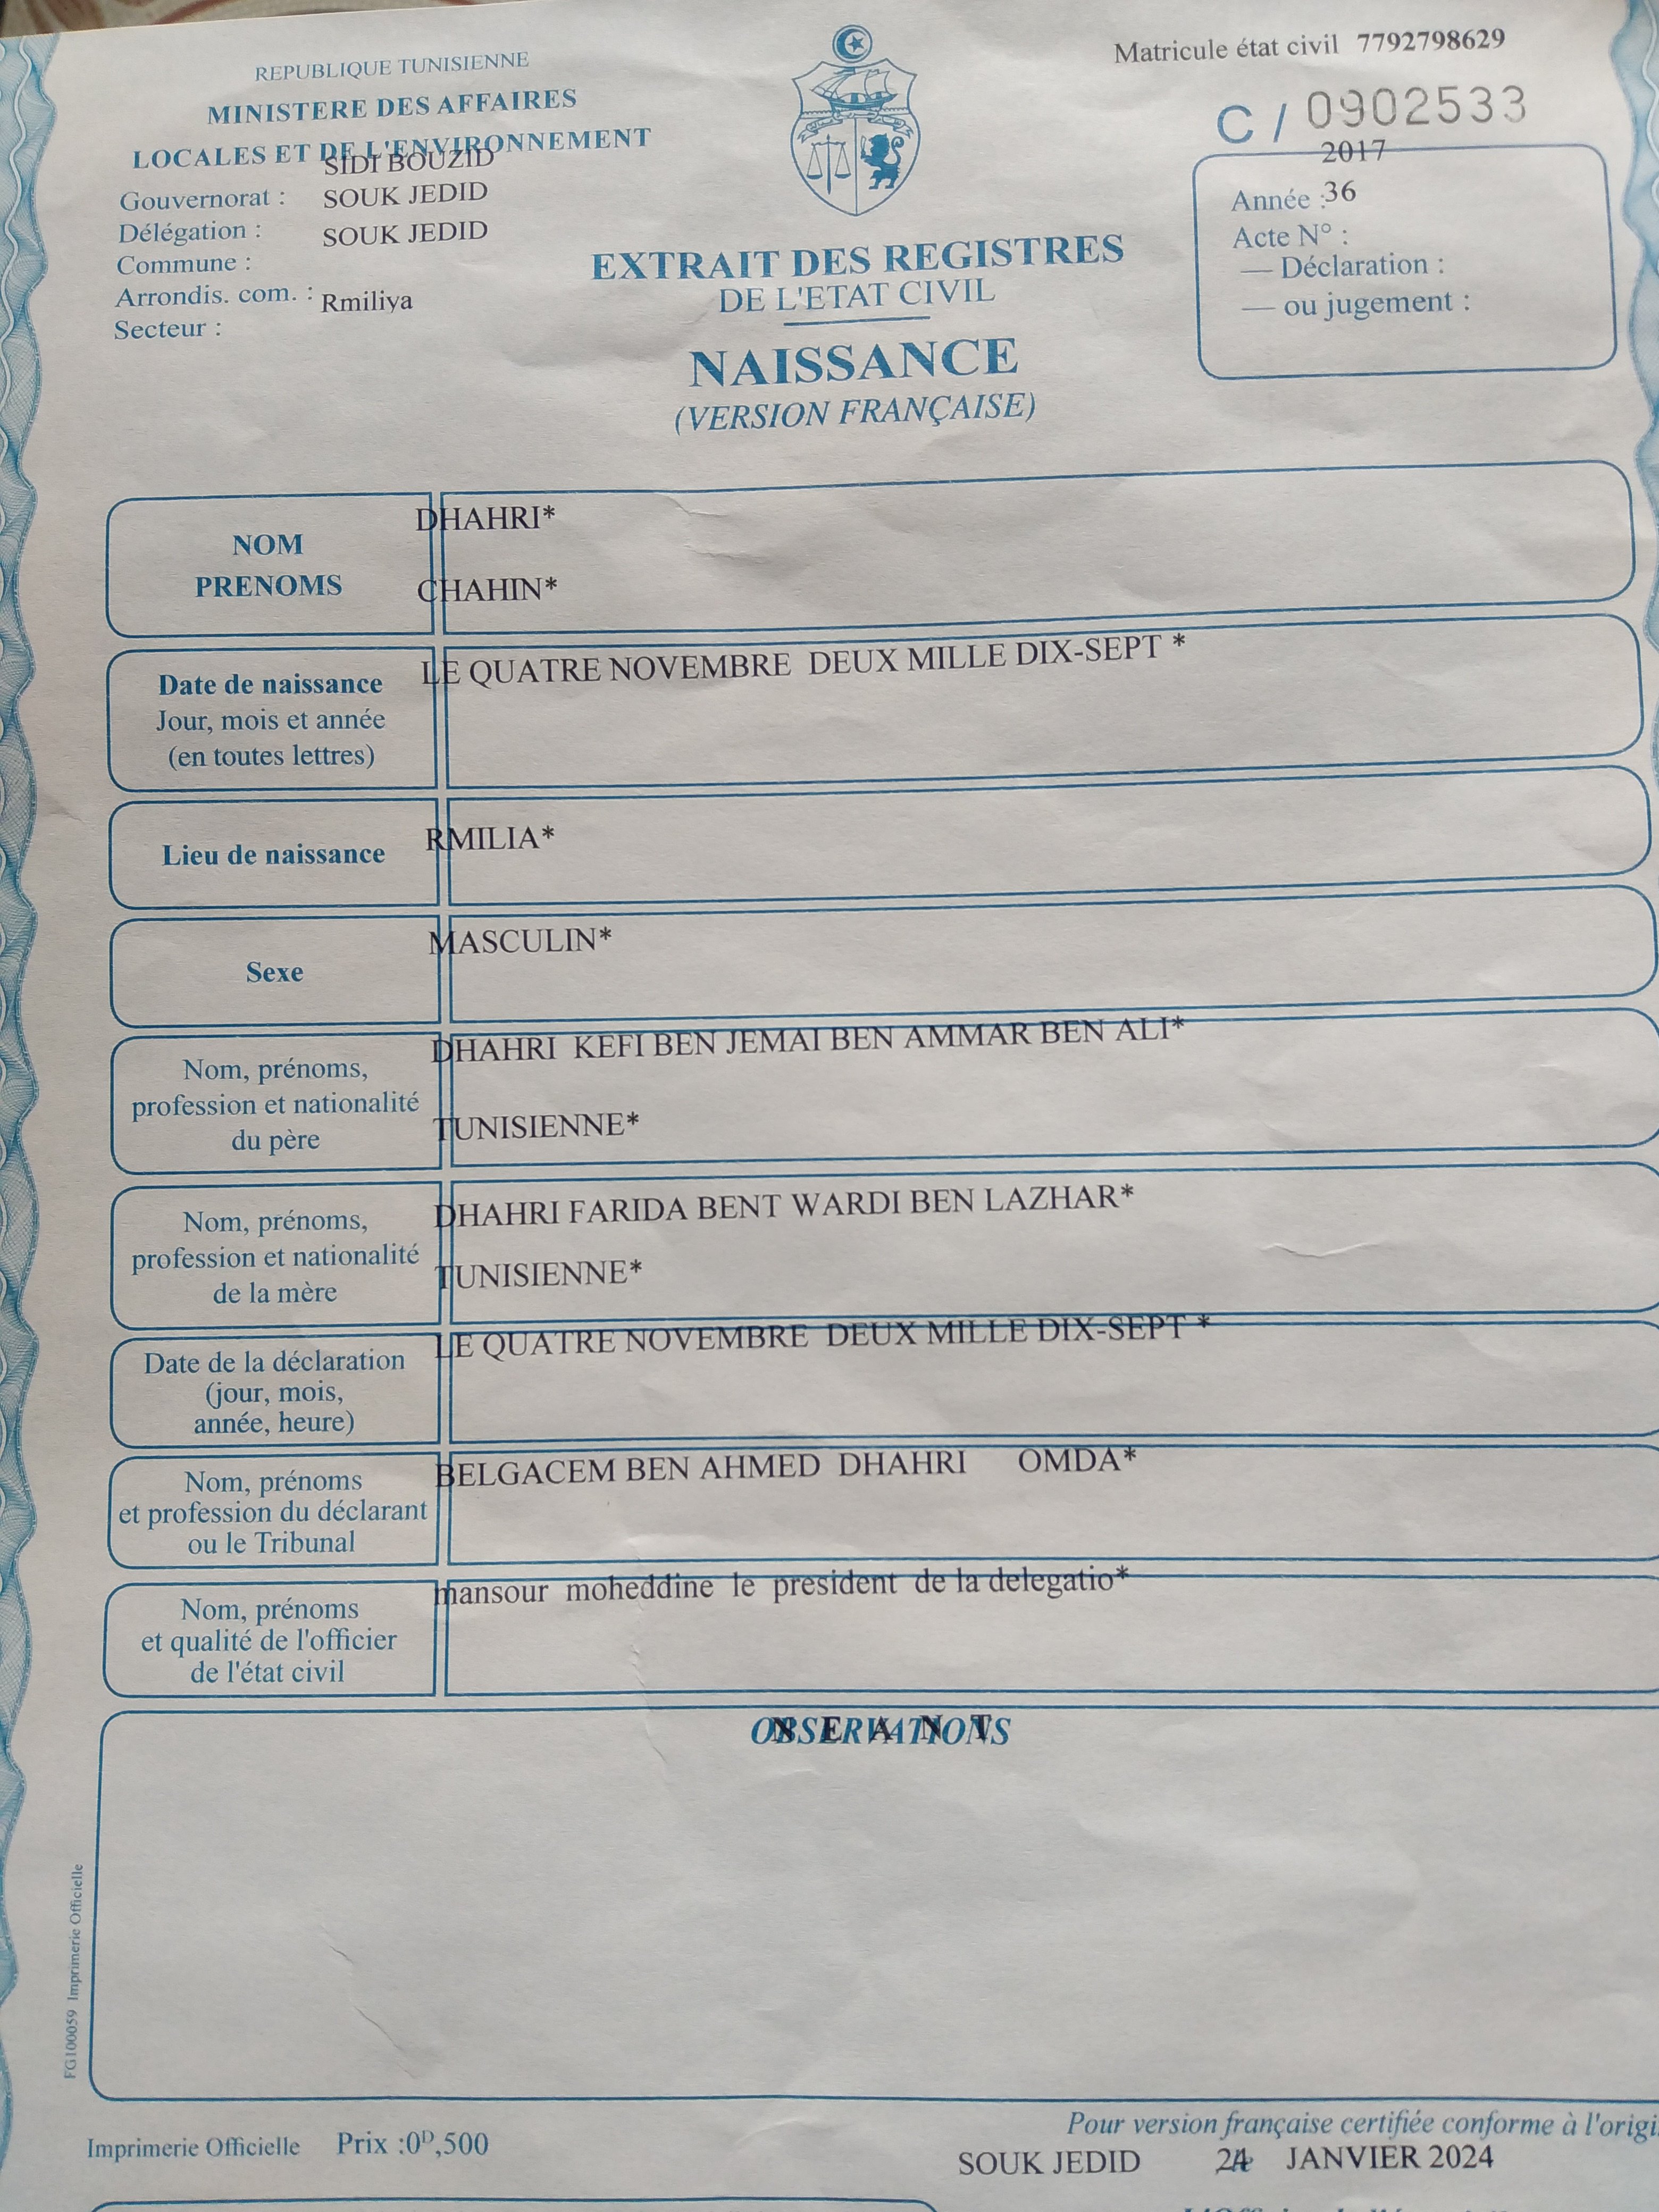 REPUBLIQUE TUNISIENNE
MINISTERE DES AFFAIRES
LOCALES ET DE L'ENVIRONNEMENT
SIDI BOUZID
Gouvernorat : SOUK JEDID
Délégation : SOUK JEDID
Commune :
Arrondis. com. : Rmiliya
Secteur :
Matricule état civil 7792798629
C / 0902533
2017
Année : 36
Acte N° :
— Déclaration :
— ou jugement :
EXTRAIT DES REGISTRES
DE L'ETAT CIVIL
NAISSANCE
(VERSION FRANÇAISE)
NOM
PRENOMS
DHAHRI*
CHAHIN*
Date de naissance
Jour, mois et année
(en toutes lettres)
LE QUATRE NOVEMBRE DEUX MILLE DIX-SEPT *
Lieu de naissance
RMILIA*
Sexe
MASCULIN*
Nom, prénoms,
profession et nationalité
du père
DHAHRI KEFI BEN JEMAI BEN AMMAR BEN ALI*
TUNISIENNE*
Nom, prénoms,
profession et nationalité
de la mère
DHAHRI FARIDA BENT WARDI BEN LAZHAR*
TUNISIENNE*
Date de la déclaration
(jour, mois,
année, heure)
LE QUATRE NOVEMBRE DEUX MILLE DIX-SEPT *
Nom, prénoms
et profession du déclarant
ou le Tribunal
BELGACEM BEN AHMED DHAHRI OMDA*
Nom, prénoms
et qualité de l'officier
de l'état civil
mansour moheddine le president de la delegatio*
OBSERVATIONS
N E A N T
FG100059 Imprimerie Officielle
Imprimerie Officielle Prix :0ᴰ,500
Pour version française certifiée conforme à l'origi
SOUK JEDID JANVIER 2024